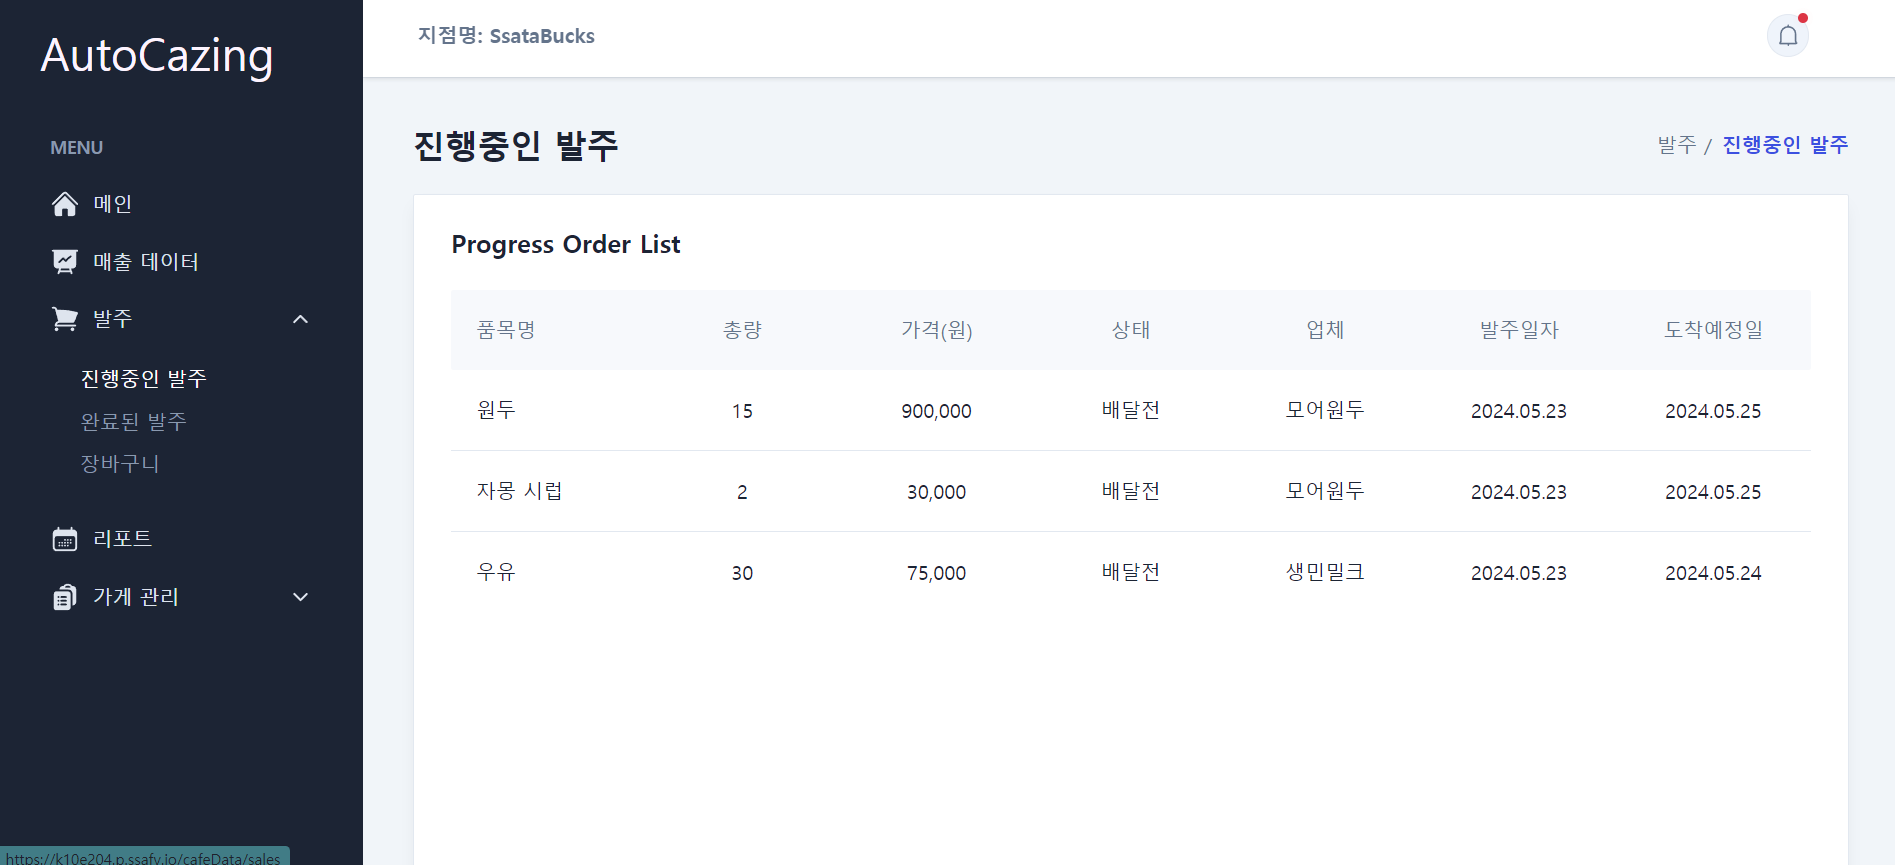 AutoCazing
MENU
메인
매출 데이터
발주
진행중인 발주
완료된 발주
장바구니
리포트
가게 관리
https://k10e204.p.ssafy.io/cafeData/sales
지점명: SsataBucks
진행중인 발주
발주 / 진행중인 발주
Progress Order List
품목명 총량 가격(원) 상태 업체 발주일자 도착예정일
원두 15 900,000 배달전 모어원두 2024.05.23 2024.05.25
자몽 시럽 2 30,000 배달전 모어원두 2024.05.23 2024.05.25
우유 30 75,000 배달전 생민밀크 2024.05.23 2024.05.24